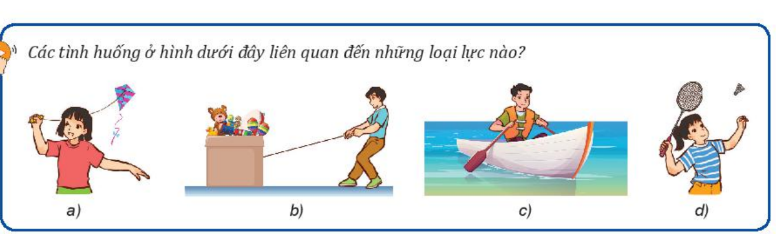 Các tình huống ở hình dưới đây liên quan đến những loại lực nào?
a)
b)
c)
d)